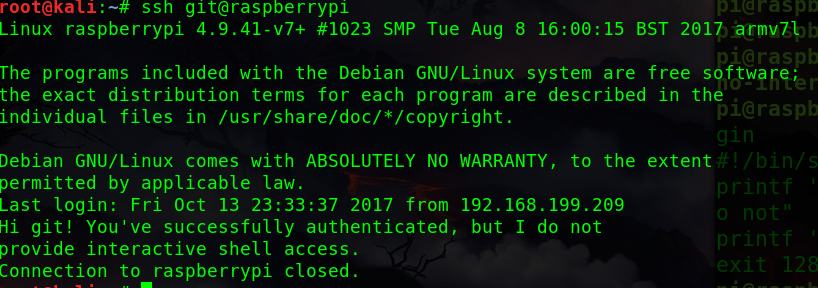 root@kali:~# ssh git@raspberrypi
Linux raspberrypi 4.9.41-v7+ #1023 SMP Tue Aug 8 16:00:15 BST 2017 armv7l
The programs included with the Debian GNU/Linux system are free software;
the exact distribution terms for each program are described in the
individual files in /usr/share/doc/*/copyright.
Debian GNU/Linux comes with ABSOLUTELY NO WARRANTY, to the extent
permitted by applicable law.
Last login: Fri Oct 13 23:33:37 2017 from 192.168.199.209
Hi git! You've successfully authenticated, but I do not
provide interactive shell access.
Connection to raspberrypi closed.
pi@raspb
pi@rasp
pi@raspb
no-inter
pi@raspb
gin
#!/bin/s
printf '
o not"
printf '
exit 128